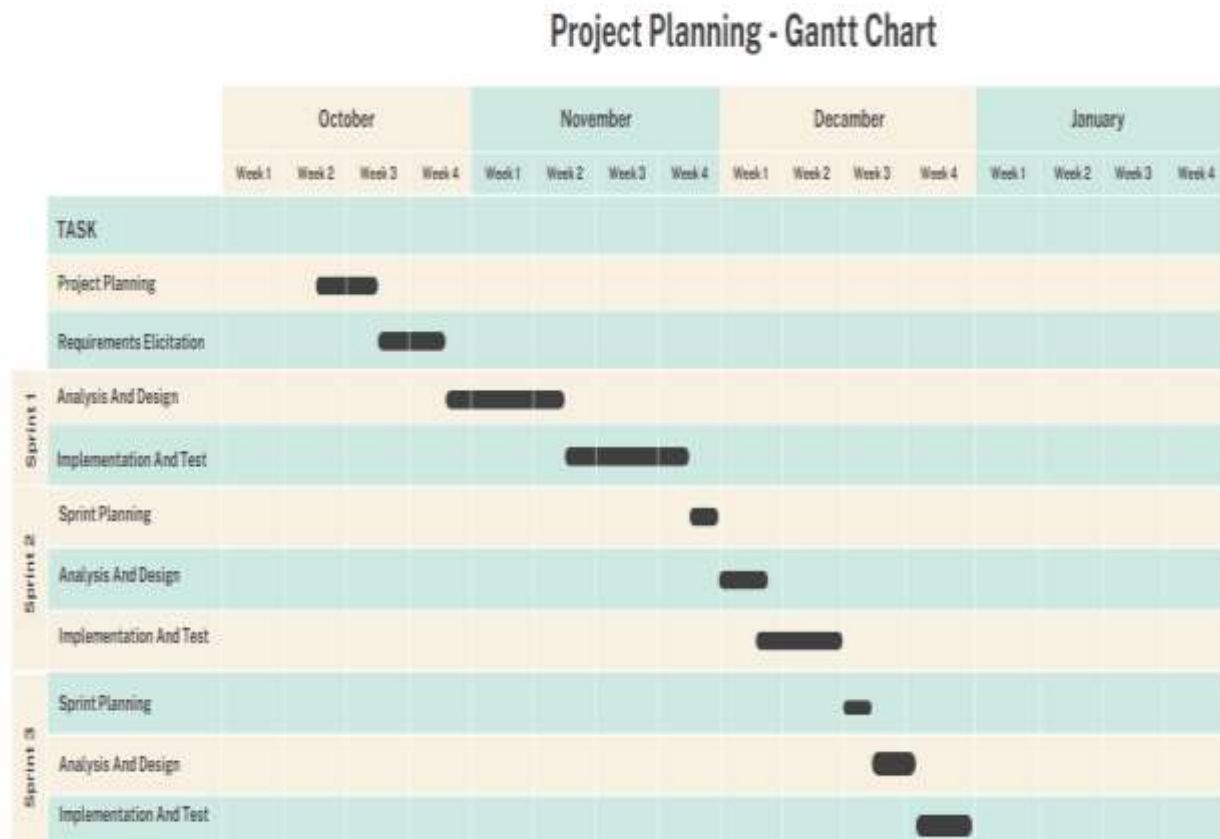 Project Planning - Gantt Chart
October November Decamber January
Week 1 Week 2 Week 3 Week 4 Week 1 Week 2 Week 3 Week 4 Week 1 Week 2 Week 3 Week 4 Week 1 Week 2 Week 3 Week 4
TASK
Project Planning
Requirements Elicitation
Sprint 1
Analysis And Design
Implementation And Test
Sprint 2
Sprint Planning
Analysis And Design
Implementation And Test
Sprint 3
Sprint Planning
Analysis And Design
Implementation And Test